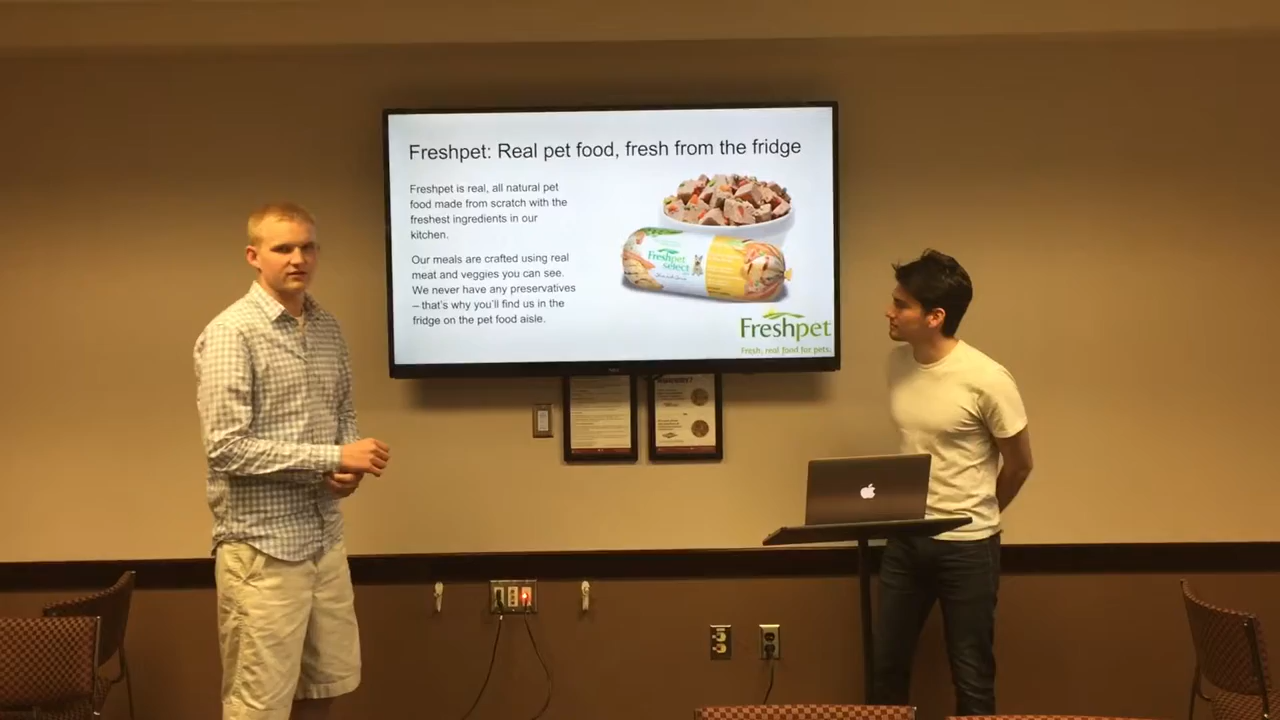 Freshpet: Real pet food, fresh from the fridge
Freshpet is real, all natural pet
food made from scratch with the
freshest ingredients in our
kitchen.
Our meals are crafted using real
meat and veggies you can see.
We never have any preservatives
– that's why you'll find us in the
fridge on the pet food aisle.
Freshpet
select
Freshpet
Fresh, real food for pets.